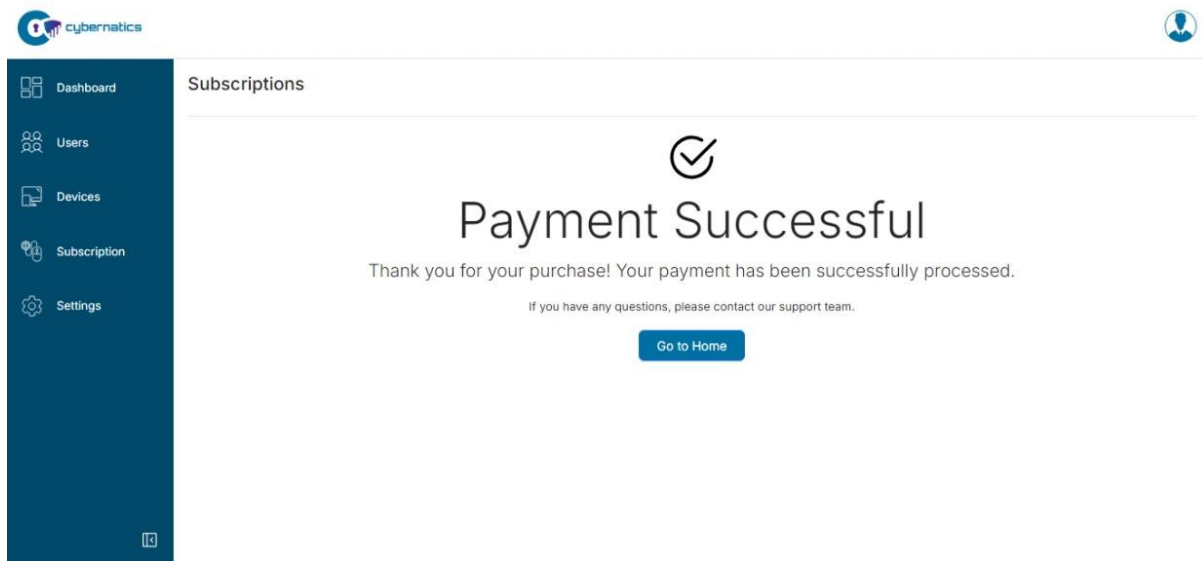 cybernatics
Dashboard
Users
Devices
Subscription
Settings
Subscriptions
Payment Successful
Thank you for your purchase! Your payment has been successfully processed.
If you have any questions, please contact our support team.
Go to Home